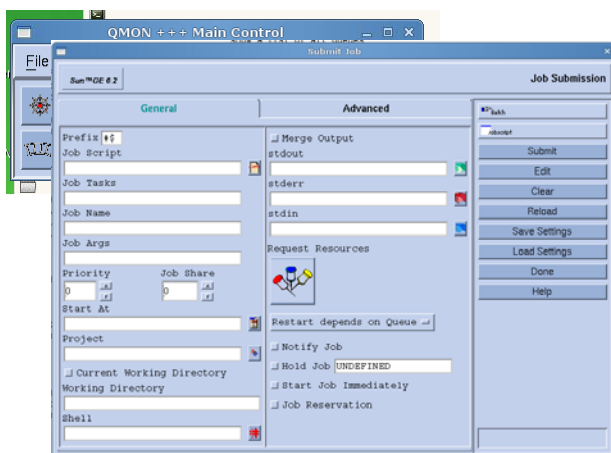 QMON +++ Main Control
File
Submit Job
Sun™GE 6.2
Job Submission
General
Advanced
Prefix #$
Job Script
Job Tasks
Job Name
Job Args
Priority
Job Share
0
0
Start At
Project
Current Working Directory
Working Directory
Shell
Merge Output
stdout
stderr
stdin
Request Resources
Restart depends on Queue
Notify Job
Hold Job UNDEFINED
Start Job Immediately
Job Reservation
Batch
Jobscript
Submit
Edit
Clear
Reload
Save Settings
Load Settings
Done
Help